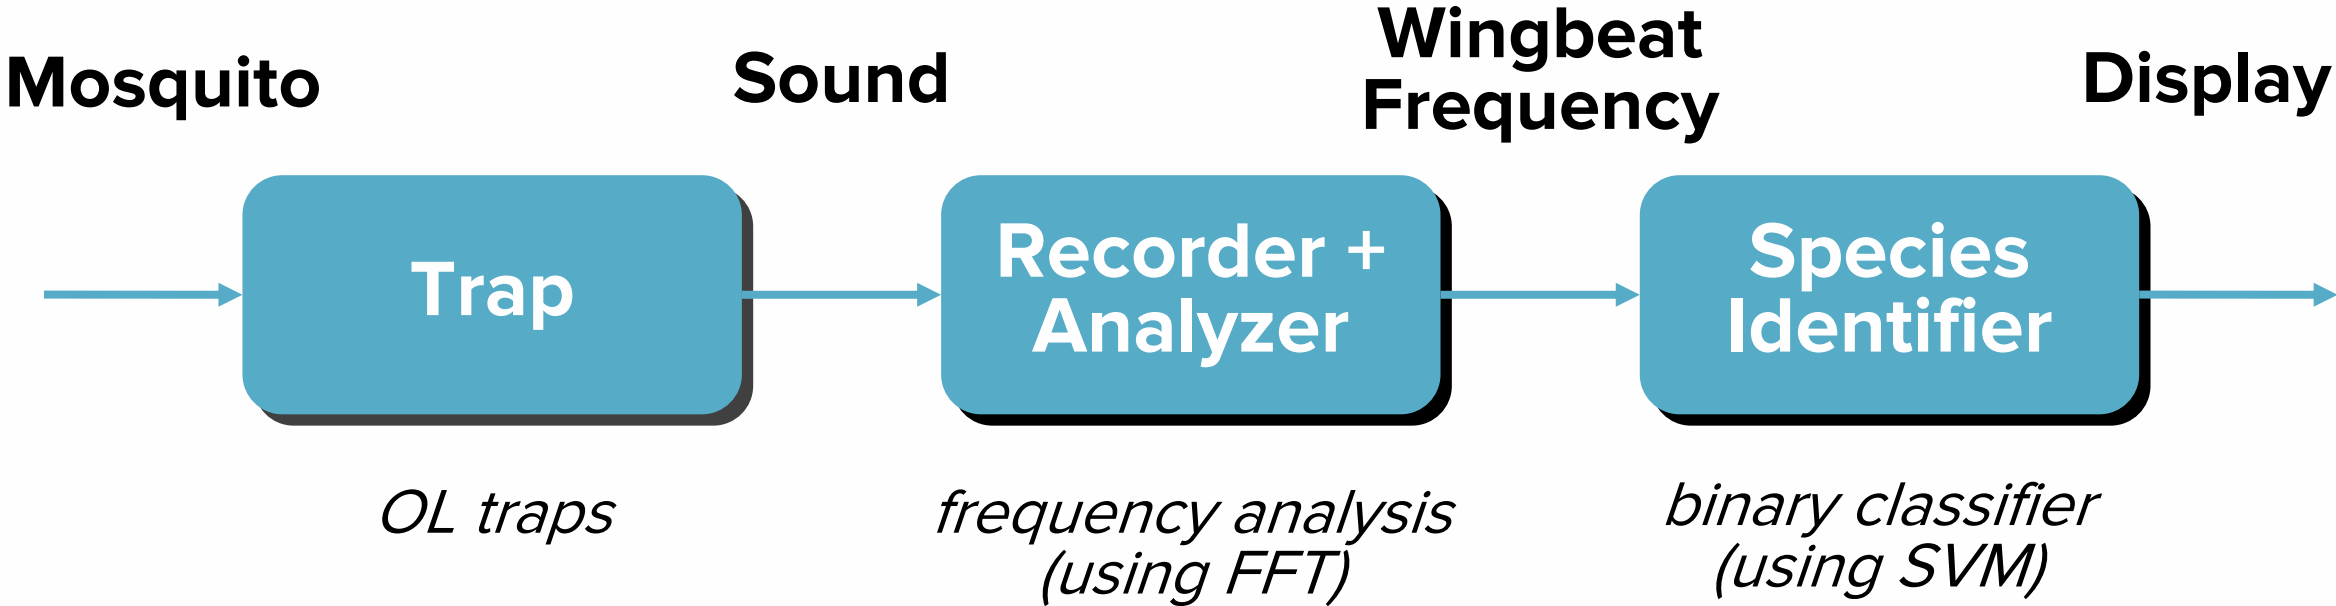 Mosquito
Sound
Wingbeat
Frequency
Display
Trap
Recorder +
Analyzer
Species
Identifier
OL traps
frequency analysis
(using FFT)
binary classifier
(using SVM)